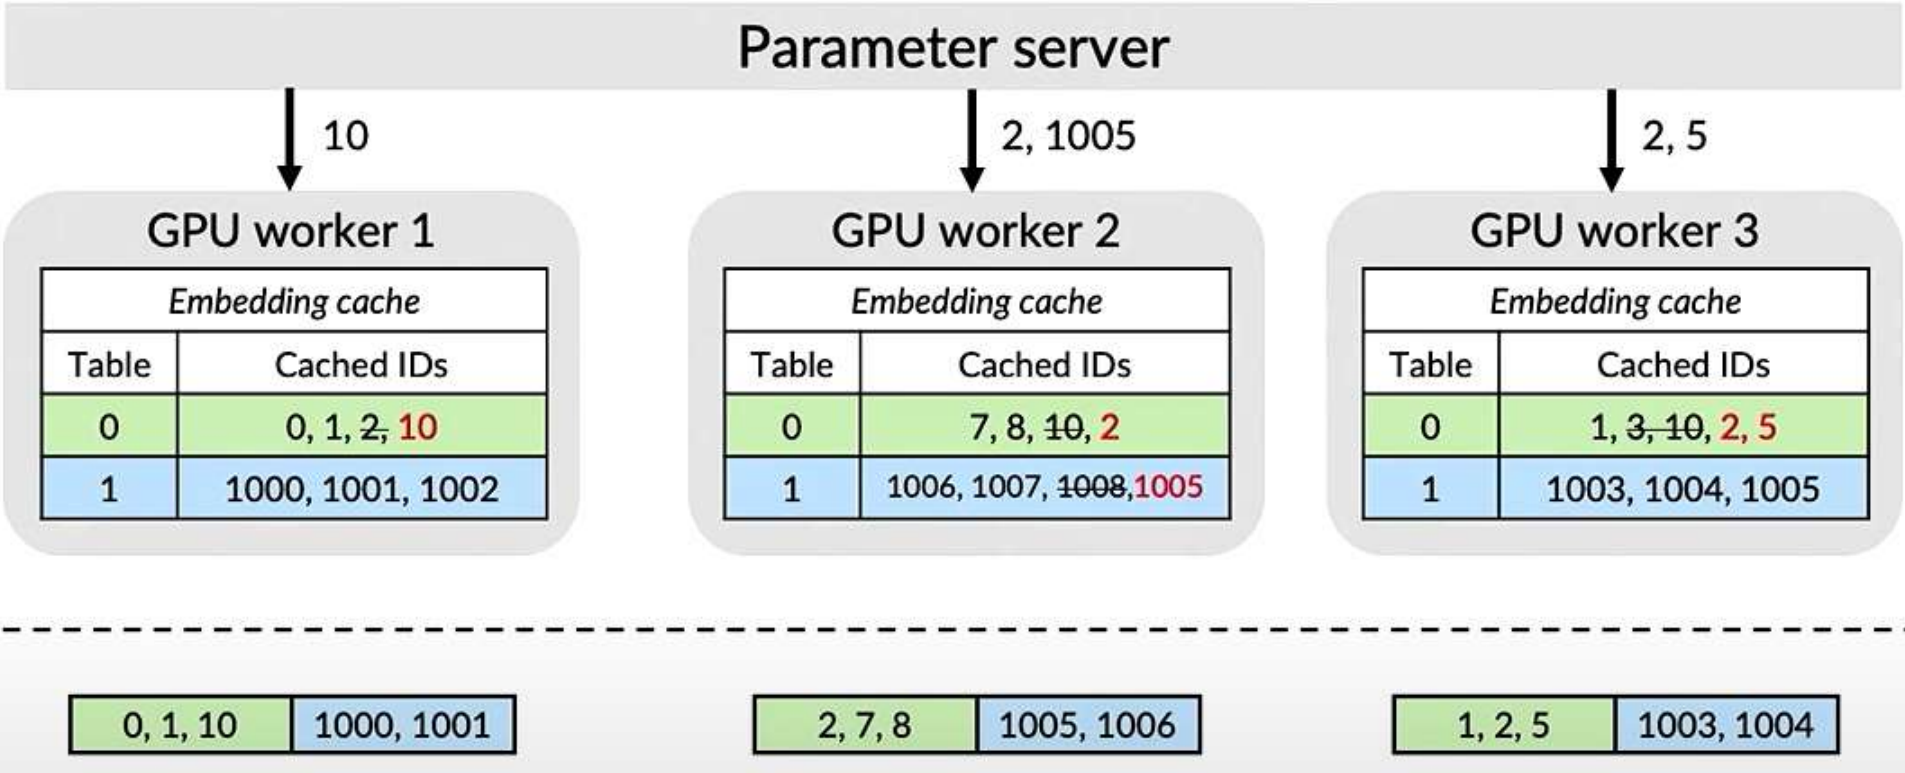 Parameter server
10
2, 1005
2, 5
GPU worker 1
Embedding cache
Table Cached IDs
0 0, 1, 2, 10
1 1000, 1001, 1002
GPU worker 2
Embedding cache
Table Cached IDs
0 7, 8, 10, 2
1 1006, 1007, 1008,1005
GPU worker 3
Embedding cache
Table Cached IDs
0 1, 3, 10, 2, 5
1 1003, 1004, 1005
0, 1, 10 1000, 1001
2, 7, 8 1005, 1006
1, 2, 5 1003, 1004